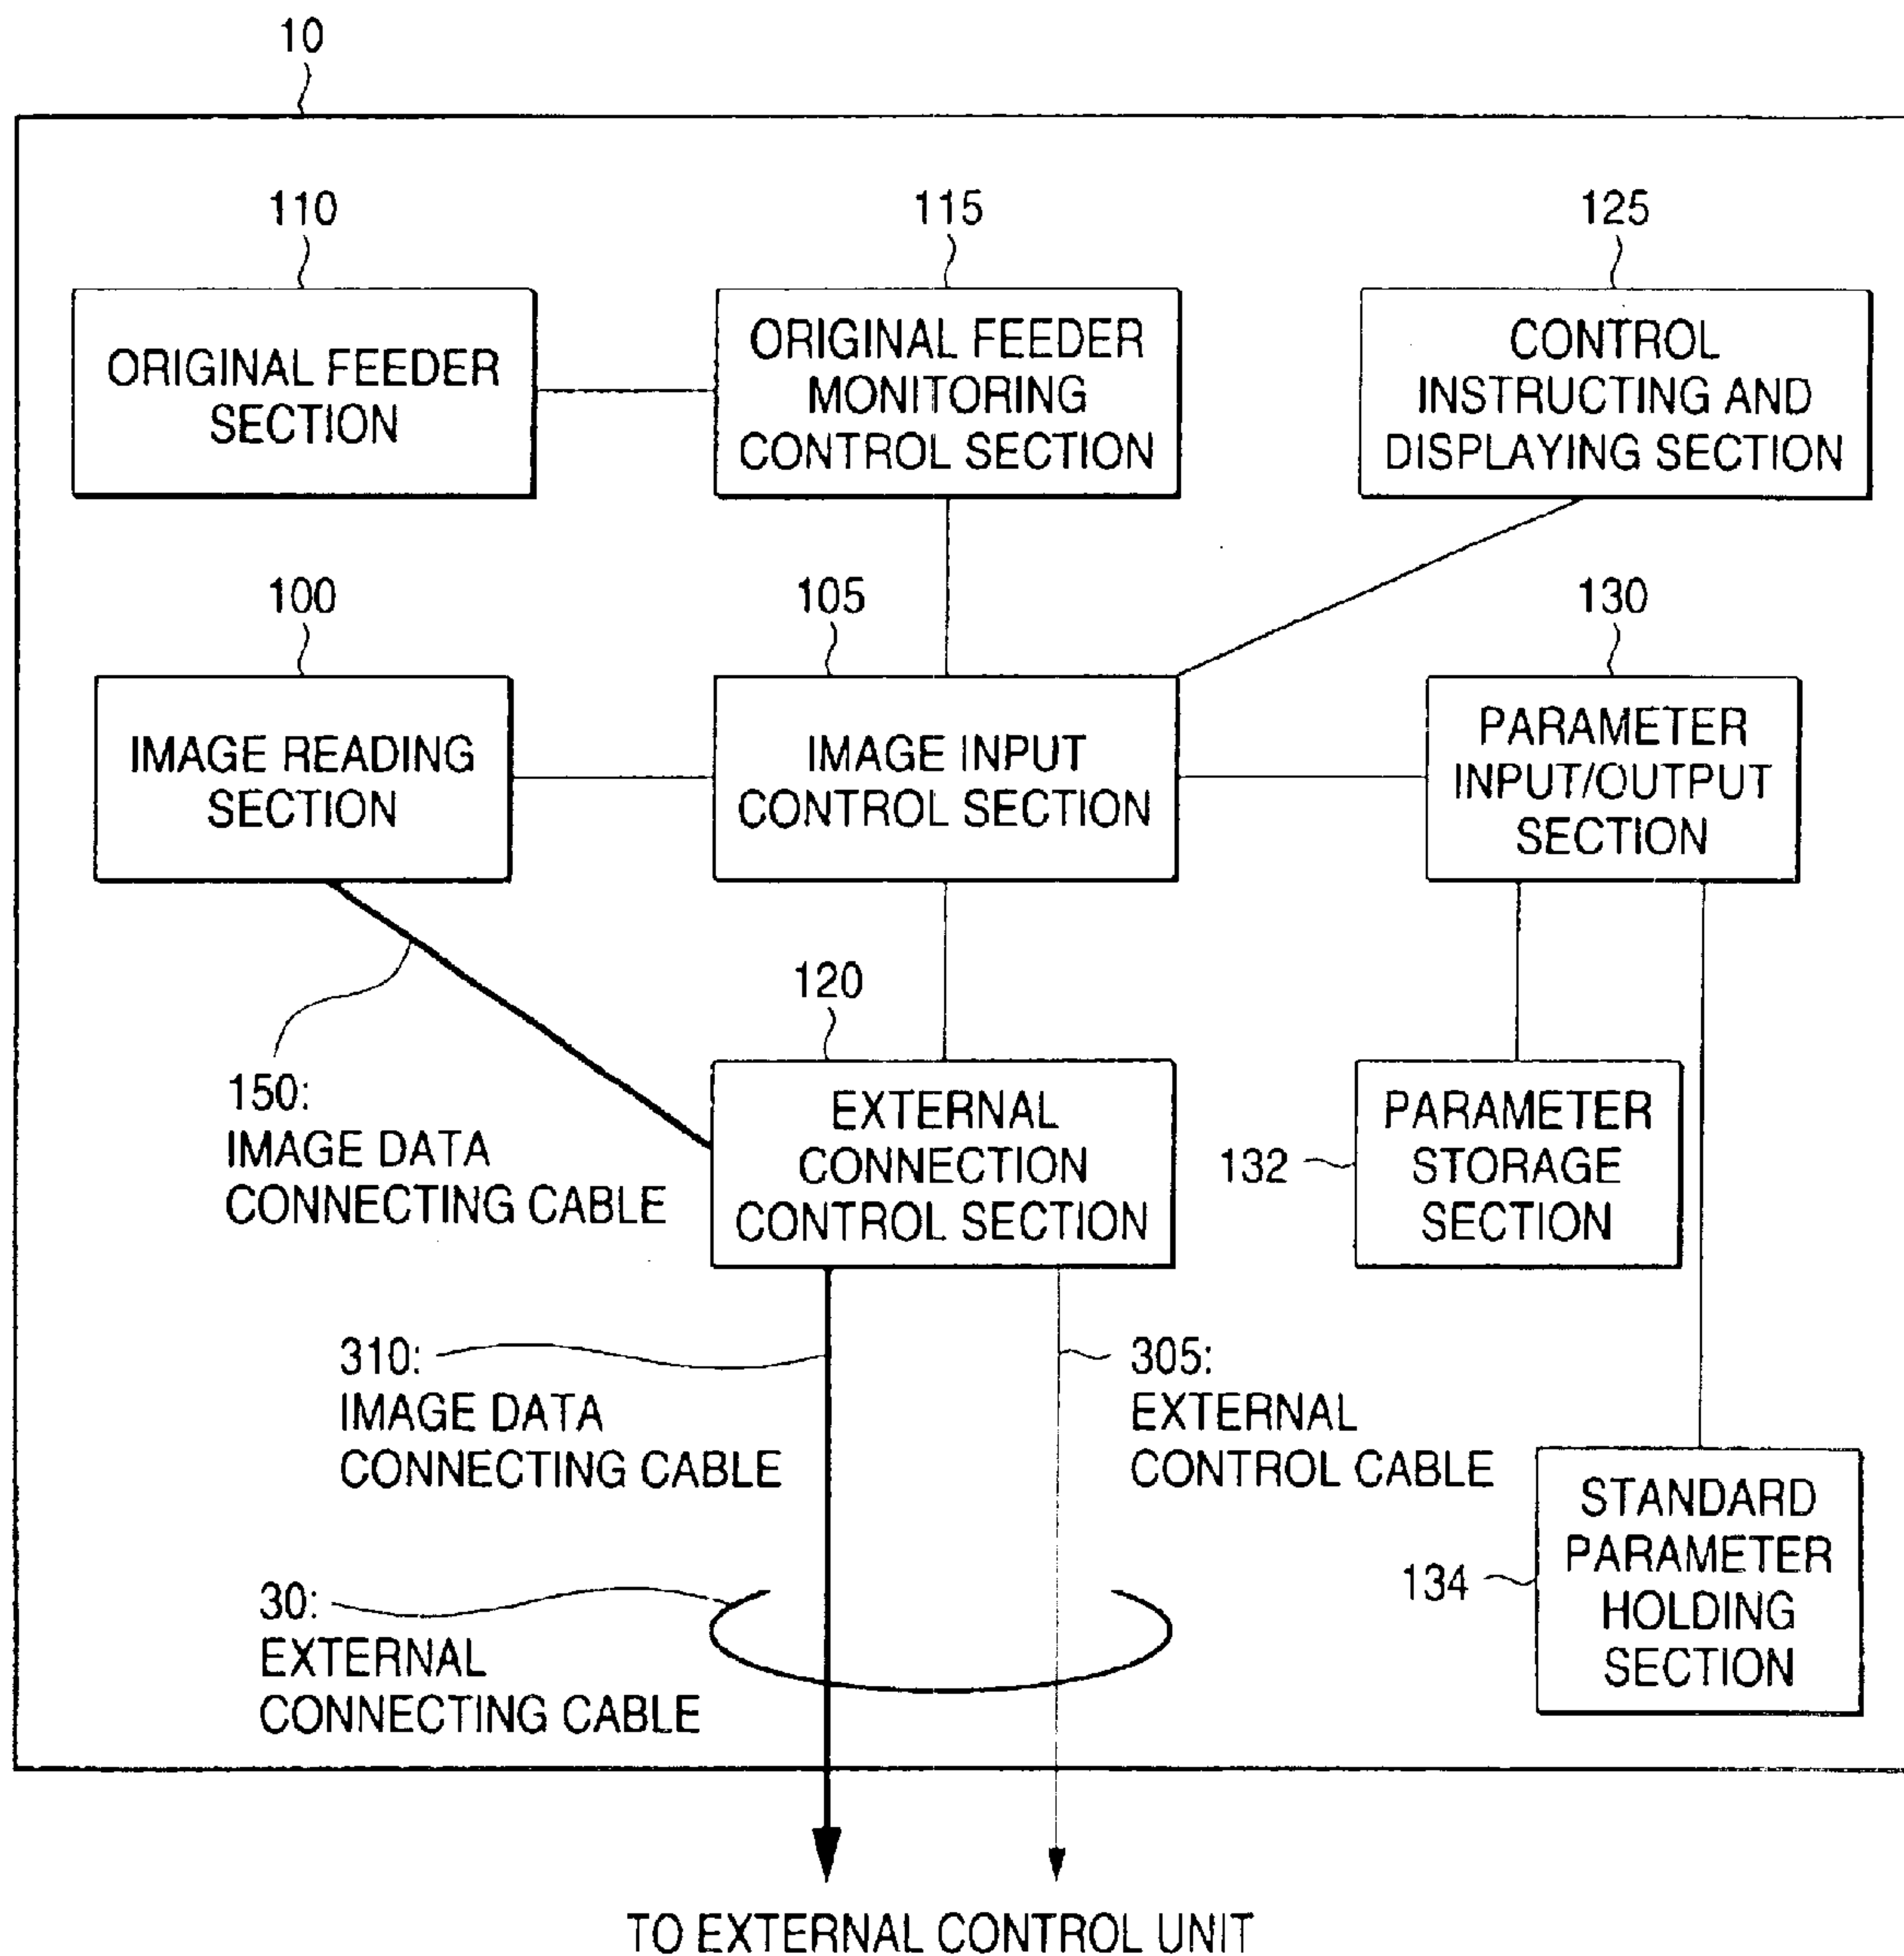 10
110
115
125
ORIGINAL FEEDER
SECTION
ORIGINAL FEEDER
MONITORING
CONTROL SECTION
CONTROL
INSTRUCTING AND
DISPLAYING SECTION
100
105
130
IMAGE READING
SECTION
IMAGE INPUT
CONTROL SECTION
PARAMETER
INPUT/OUTPUT
SECTION
120
150:
IMAGE DATA
CONNECTING CABLE
EXTERNAL
CONNECTION
CONTROL SECTION
132
PARAMETER
STORAGE
SECTION
310:
IMAGE DATA
CONNECTING CABLE
305:
EXTERNAL
CONTROL CABLE
30:
EXTERNAL
CONNECTING CABLE
134
STANDARD
PARAMETER
HOLDING
SECTION
TO EXTERNAL CONTROL UNIT